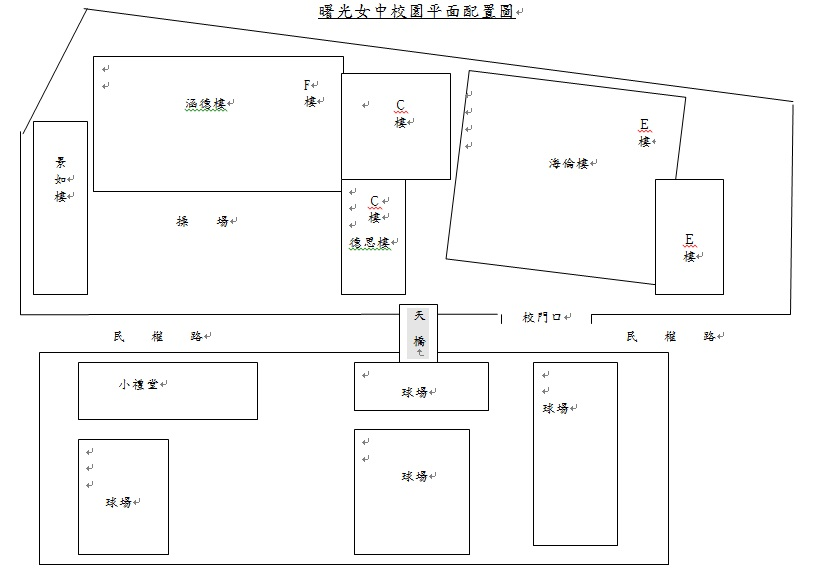 曙光女中校園平面配置圖
F
樓
涵德樓
C
樓
E
樓
景
如
樓
海倫樓
C
樓
操 場
德恩樓
E
樓
天
橋
校門口
民 權 路
民 權 路
小禮堂
球場
球場
球場
球場